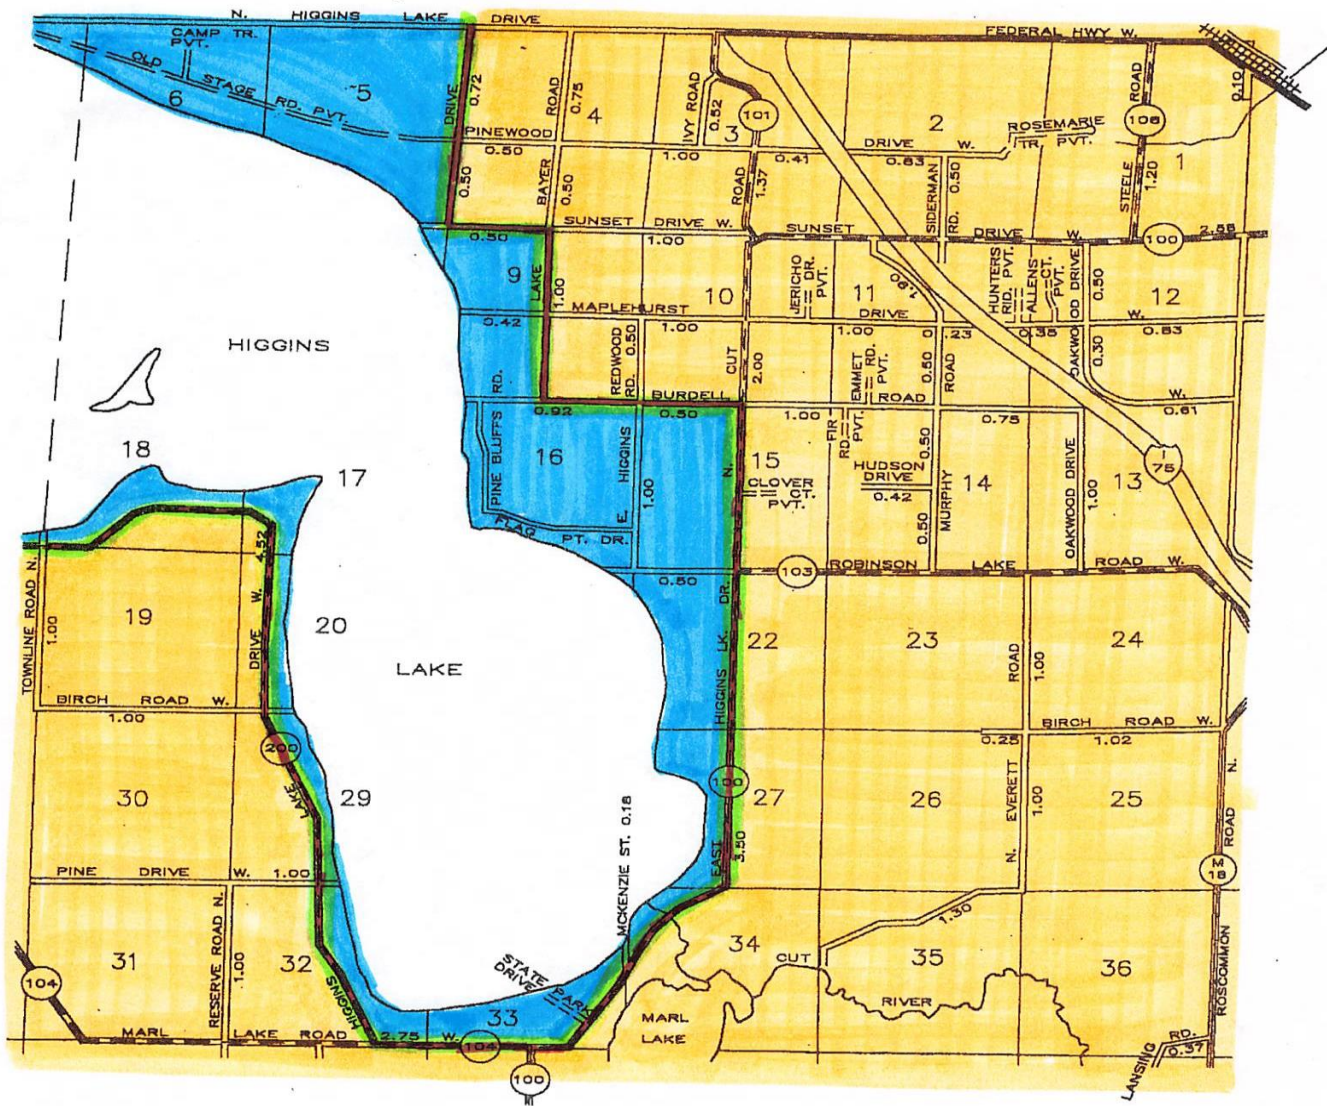 N. HIGGINS LAKE DRIVE
FEDERAL HWY W.
CAMP TR.
PVT.
OLD STAGE RD. PVT.
6
5
DRIVE
0.72
0.50
PINEWOOD
0.50
BAYER ROAD
0.75
0.50
4
IVY ROAD
0.52
3
101
1.00
0.41
DRIVE W.
0.83
2
ROSEMARIE
TR. PVT.
STEELE ROAD
106
1.20
1
0.10
ROAD
1.37
SIDERMAN
RD. 0.50
SUNSET DRIVE W.
0.50
1.00
SUNSET DRIVE W.
100
2.58
9
LAKE
1.00
10
JERICHO
DR.
PVT.
11
1.90
HUNTERS
RID. PVT.
ALLENS
CT.
PVT.
OAKWOOD DRIVE
0.50
12
MAPLEHURST DRIVE W.
0.42
1.00
1.00
0.23
0.38
0.83
HIGGINS
REDWOOD
RD. 0.50
CUT
2.00
EMMET
RD.
PVT.
0.50
ROAD
0.30
BURDELL ROAD W.
0.92
0.50
1.00
0.75
0.61
PINE BLUFFS RD.
16
E. HIGGINS
1.00
N.
15
FIR
RD.
PVT.
CLOVER
CT.
PVT.
HUDSON
DRIVE
0.42
0.50
0.50
MURPHY
14
OAKWOOD DRIVE
1.00
13
I
75
18
17
FLAG PT. DR.
0.50
103
ROBINSON LAKE ROAD W.
TOWNLINE ROAD N.
1.00
19
DRIVE W. 4.52
20
LAKE
HIGGINS LK. DR.
22
23
ROAD
1.00
24
BIRCH ROAD W.
1.00
BIRCH ROAD W.
0.25
1.02
200
LAKE
30
29
100
EAST
3.50
27
26
N. EVERETT
1.00
25
ROAD N.
M
18
PINE DRIVE W. 1.00
MCKENZIE ST. 0.18
1.30
31
RESERVE ROAD N.
1.00
32
HIGGINS
STATE PARK
DRIVE
33
34
CUT RIVER
35
36
ROSCOMMON
104
MARL LAKE ROAD W.
2.75
104
100
MARL
LAKE
LANSING RD.
0.37